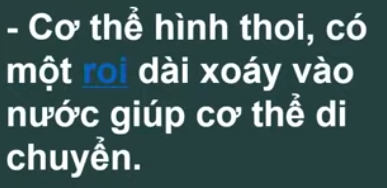 - Cơ thể hình thoi, có
một roi dài xoáy vào
nước giúp cơ thể di
chuyển.